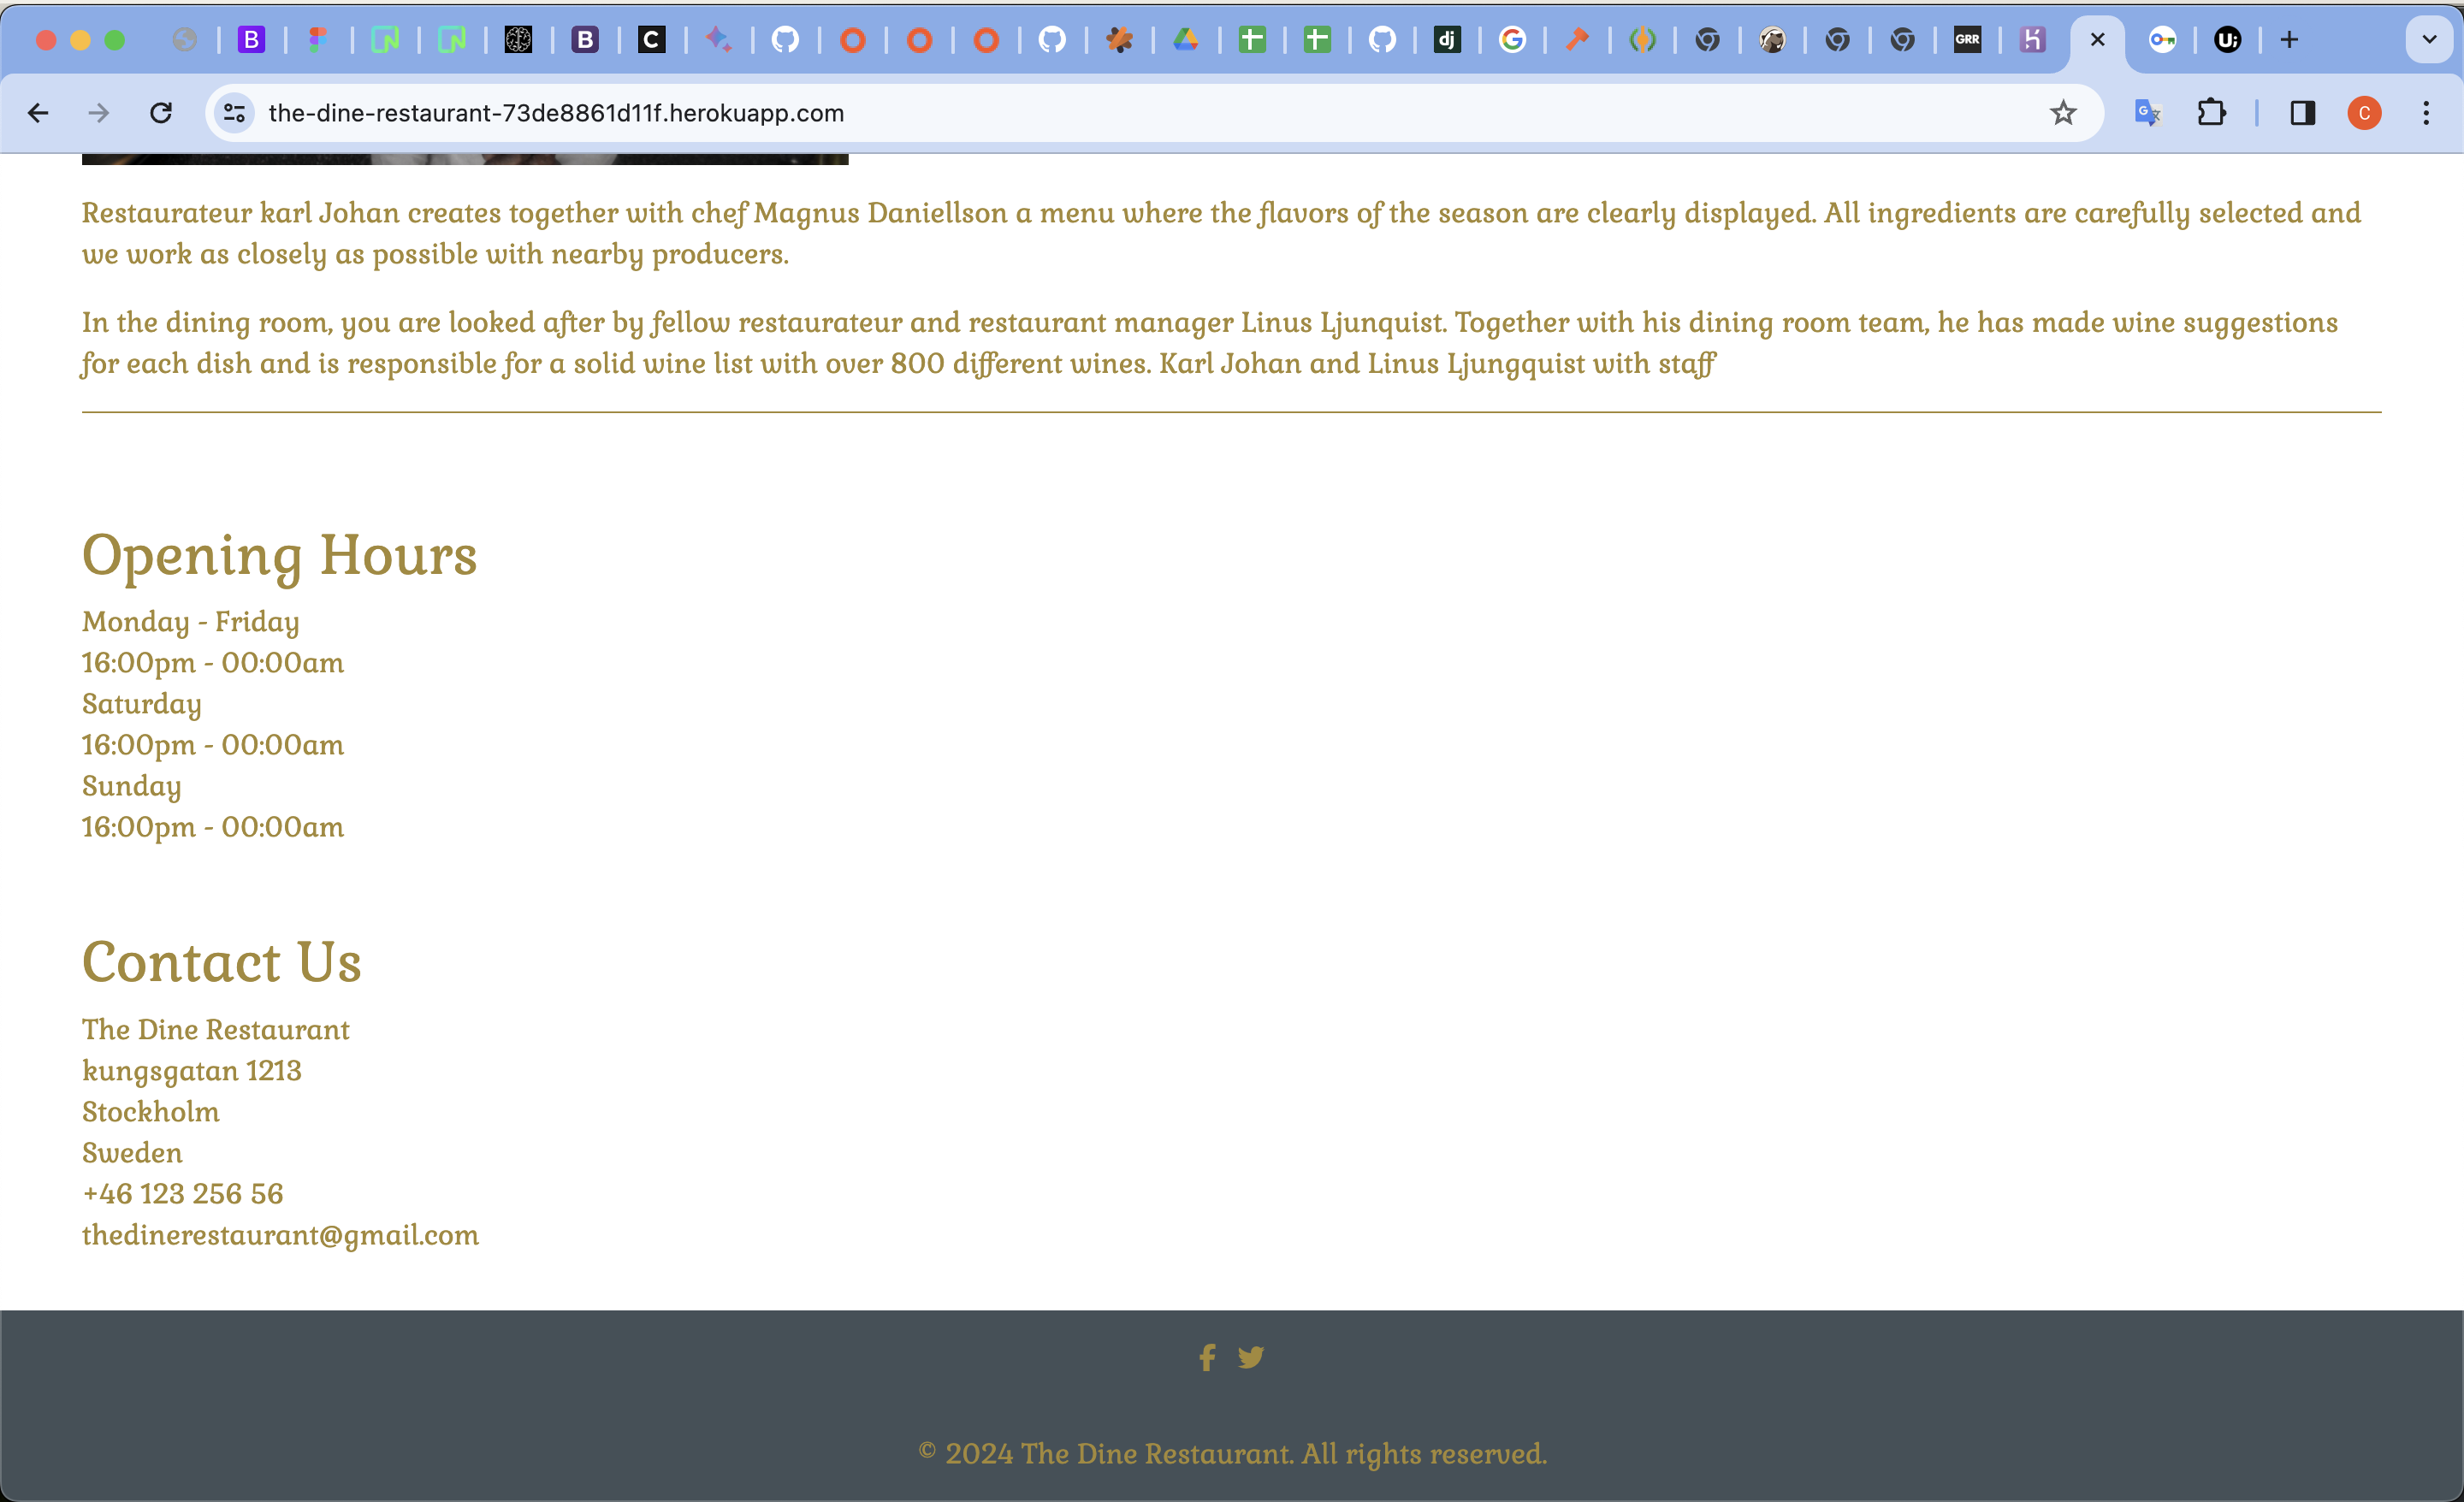 B
B
C
dj
G
GRR
U;
the-dine-restaurant-73de8861d11f.herokuapp.com
C
Restaurateur karl Johan creates together with chef Magnus Daniellson a menu where the flavors of the season are clearly displayed. All ingredients are carefully selected and
we work as closely as possible with nearby producers.
In the dining room, you are looked after by fellow restaurateur and restaurant manager Linus Ljunquist. Together with his dining room team, he has made wine suggestions
for each dish and is responsible for a solid wine list with over 800 different wines. Karl Johan and Linus Ljungquist with staff
Opening Hours
Monday - Friday
16:00pm - 00:00am
Saturday
16:00pm - 00:00am
Sunday
16:00pm - 00:00am
Contact Us
The Dine Restaurant
kungsgatan 1213
Stockholm
Sweden
+46 123 256 56
thedinerestaurant@gmail.com
© 2024 The Dine Restaurant. All rights reserved.